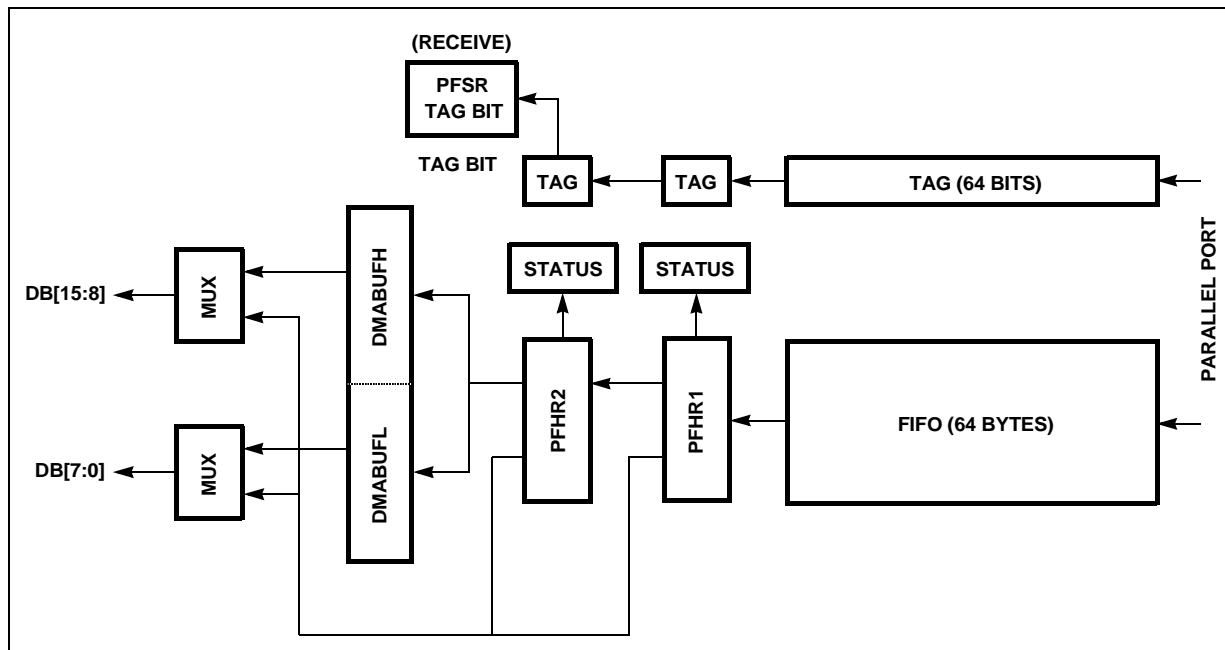 (RECEIVE)
PFSR
TAG BIT
TAG BIT
TAG
TAG
TAG (64 BITS)
PARALLEL PORT
STATUS
STATUS
DB[15:8]
MUX
DMABUFH
PFHR2
PFHR1
FIFO (64 BYTES)
DB[7:0]
MUX
DMABUFL